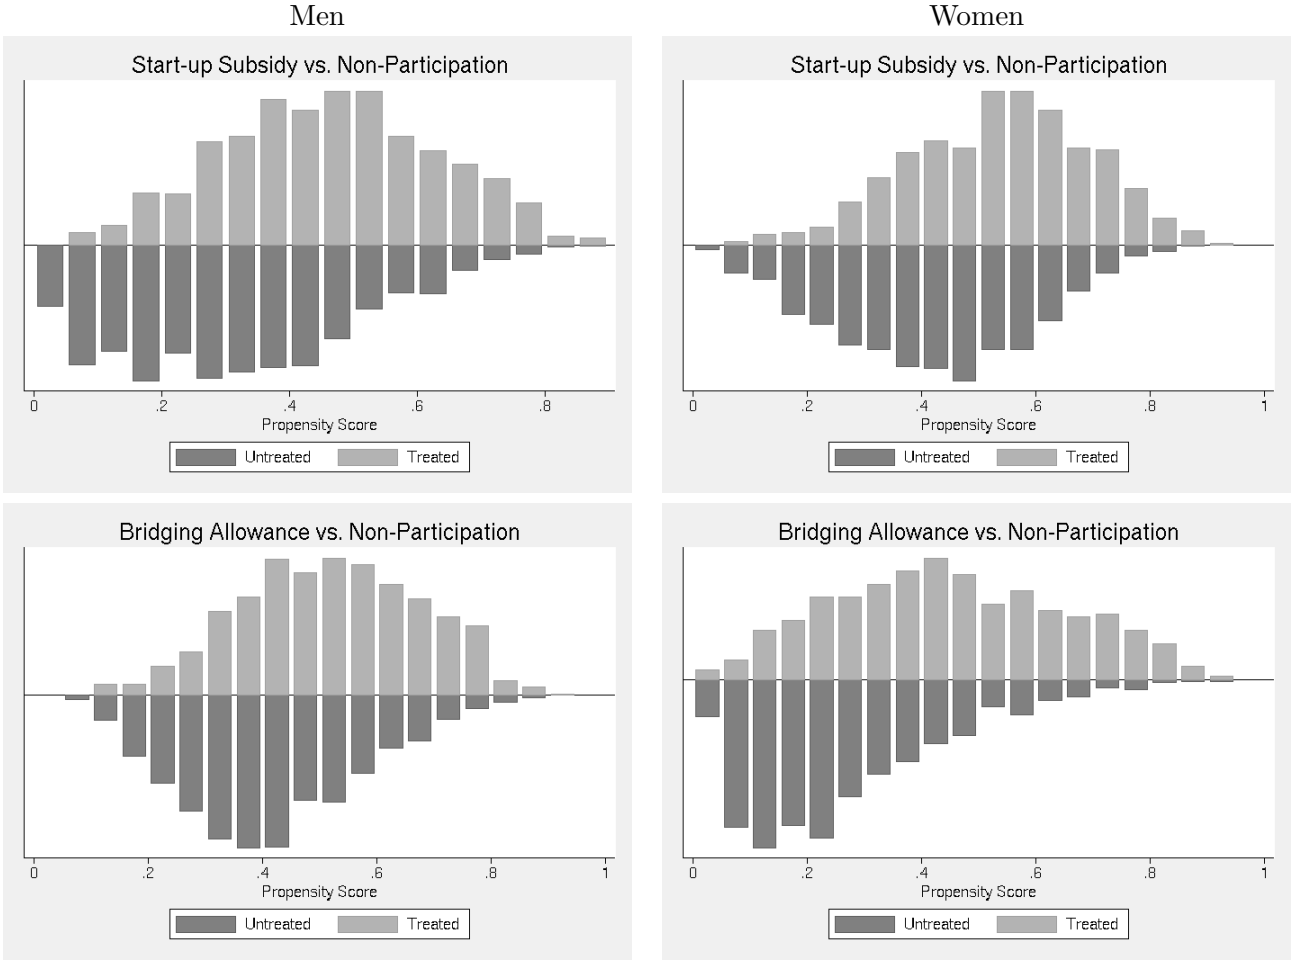 Men
Women
Start-up Subsidy vs. Non-Participation
0 .2 .4 .6 .8
Propensity Score
Untreated Treated
Start-up Subsidy vs. Non-Participation
0 .2 .4 .6 .8 1
Propensity Score
Untreated Treated
Bridging Allowance vs. Non-Participation
0 .2 .4 .6 .8 1
Propensity Score
Untreated Treated
Bridging Allowance vs. Non-Participation
0 .2 .4 .6 .8 1
Propensity Score
Untreated Treated